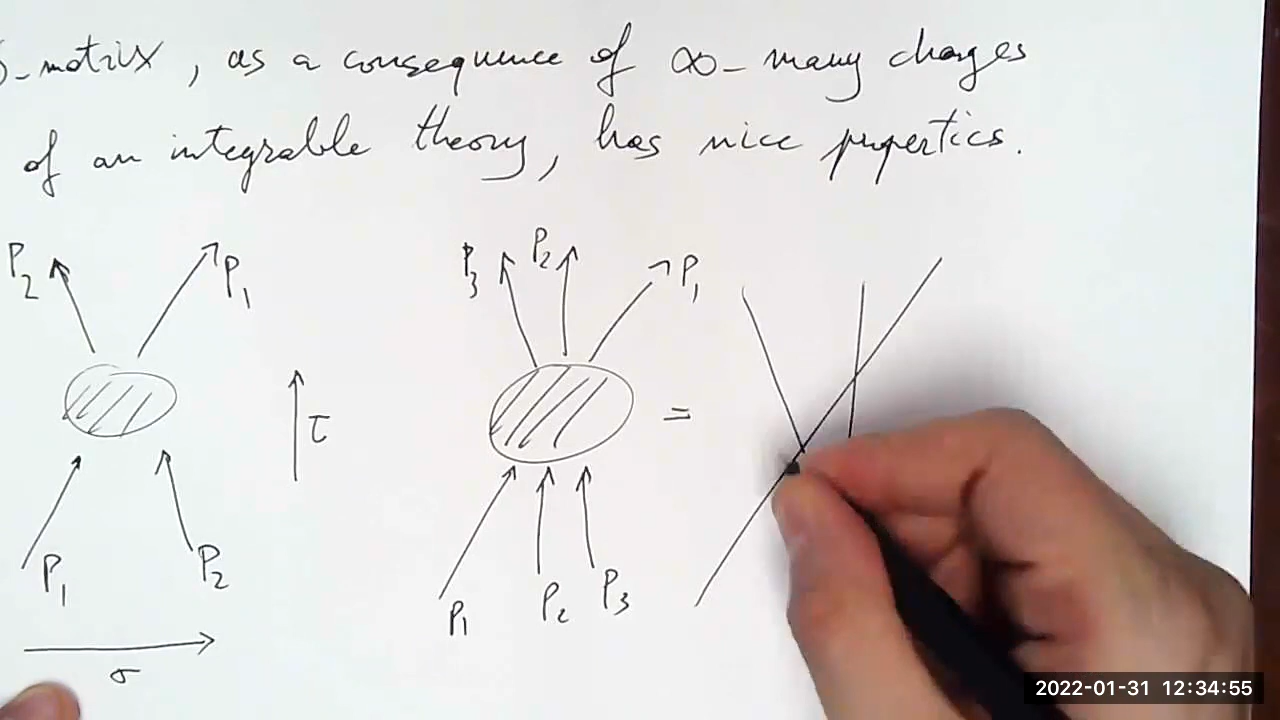 S-matrix, as a consequence of ∞-many charges
of an integrable theory, has nice properties.
P2 P1 P3 P2 P1
τ =
P1 P2 P1 P2 P3
σ
2022-01-31 12:34:55